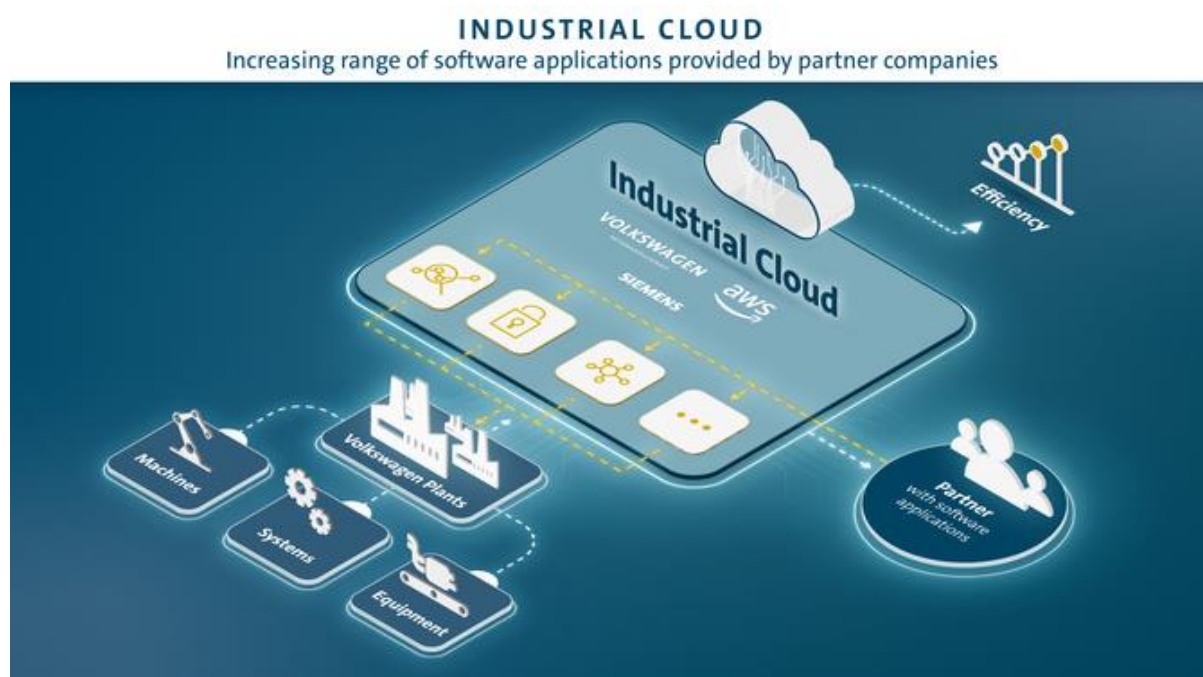 INDUSTRIAL CLOUD
Increasing range of software applications provided by partner companies
Industrial Cloud
VOLKSWAGEN
SIEMENS
aws
Efficiency
Machines
Volkswagen Plants
Systems
Equipment
Partner
with software
applications